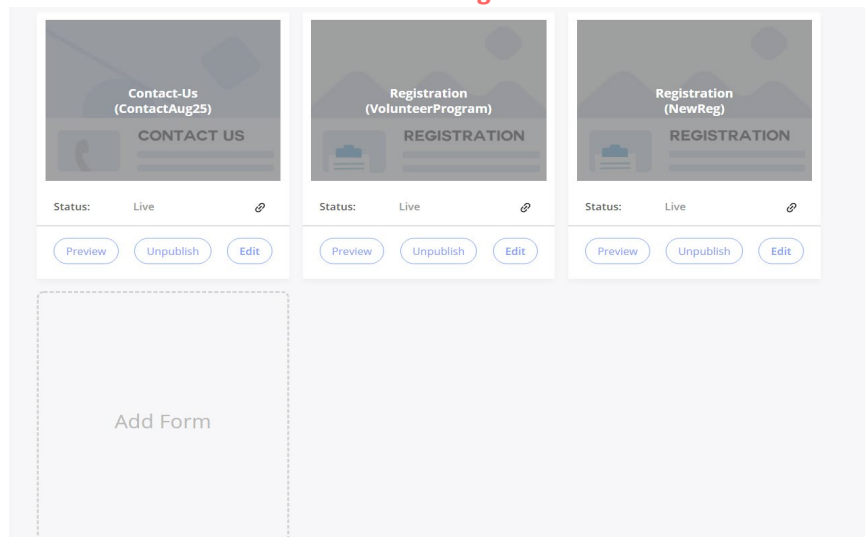 Contact-Us
(ContactAug25)
CONTACT US
Status: Live
Preview Unpublish Edit
Registration
(VolunteerProgram)
REGISTRATION
Status: Live
Preview Unpublish Edit
Registration
(NewReg)
REGISTRATION
Status: Live
Preview Unpublish Edit
Add Form